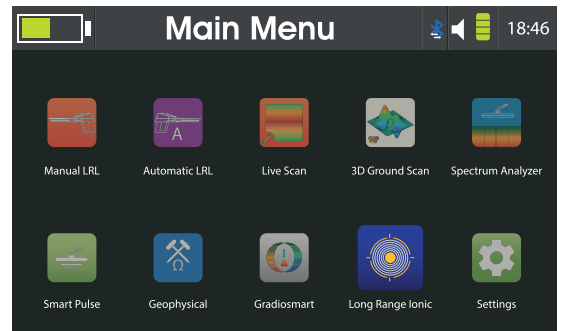 Main Menu
18:46
A
Manual LRL
Automatic LRL
Live Scan
3D Ground Scan
Spectrum Analyzer
Ω
Smart Pulse
Geophysical
Gradiosmart
Long Range Ionic
Settings